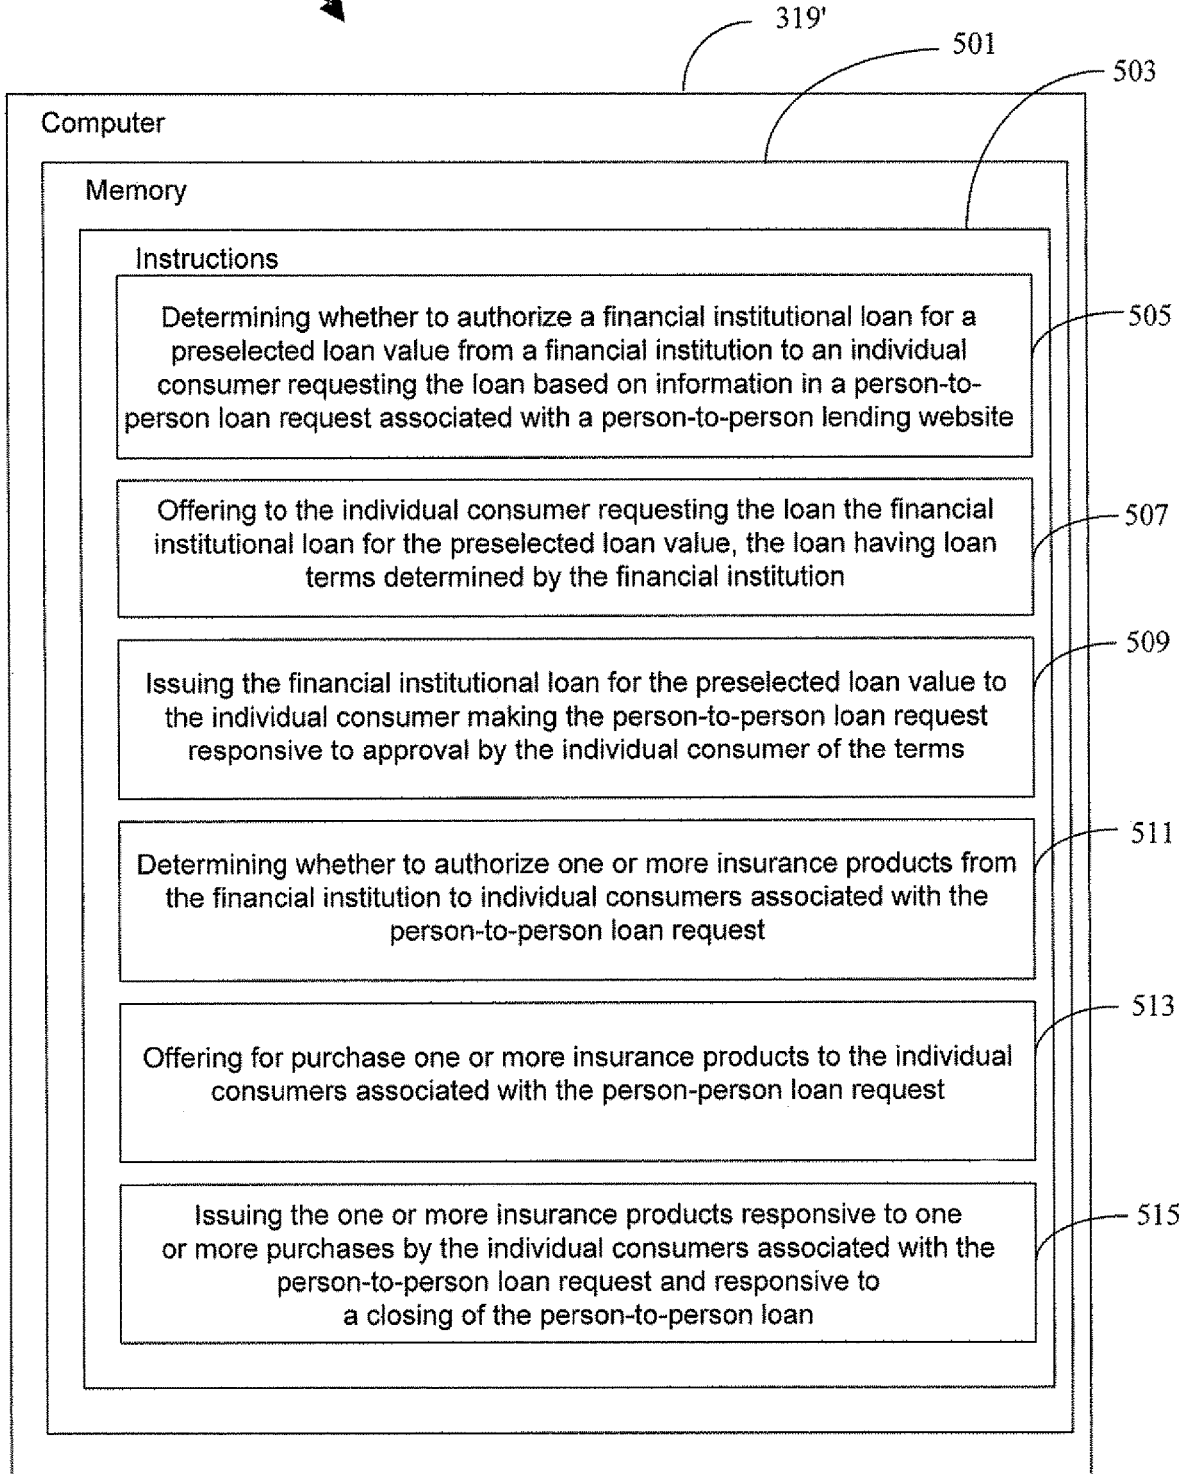 319'
501
503
Computer
Memory
Instructions
Determining whether to authorize a financial institutional loan for a
preselected loan value from a financial institution to an individual
consumer requesting the loan based on information in a person-to-
person loan request associated with a person-to-person lending website
505
Offering to the individual consumer requesting the loan the financial
institutional loan for the preselected loan value, the loan having loan
terms determined by the financial institution
507
Issuing the financial institutional loan for the preselected loan value to
the individual consumer making the person-to-person loan request
responsive to approval by the individual consumer of the terms
509
Determining whether to authorize one or more insurance products from
the financial institution to individual consumers associated with the
person-to-person loan request
511
Offering for purchase one or more insurance products to the individual
consumers associated with the person-person loan request
513
Issuing the one or more insurance products responsive to one
or more purchases by the individual consumers associated with the
person-to-person loan request and responsive to
a closing of the person-to-person loan
515